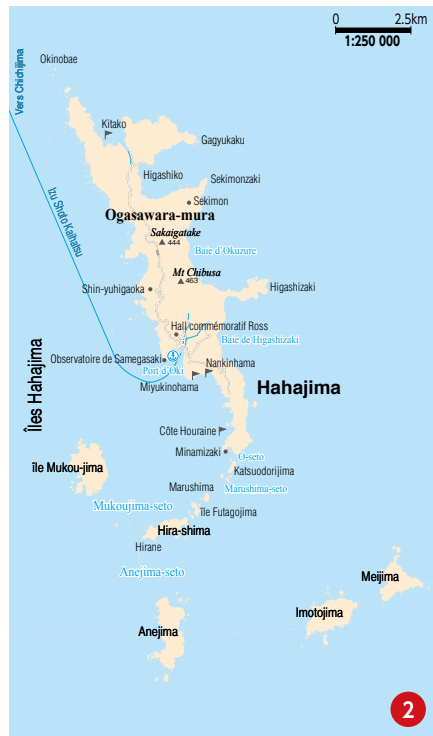 0 2.5km
1:250 000
Okinobae
Vers Chichijima
Kitako
Gagyukaku
Higashiko
Sekimonzaki
Sekimon
Izu Shoto Kaihatsu
Ogasawara-mura
Sakaigatake
444
Baie d'Okuzure
Mt Chibusa
463
Shin-yuhigaoka
Higashizaki
Hall commémoratif Ross
Baie de Higashizaki
Observatoire de Samegasaki
Nankinhama
Port d'Oki
Miyukinohama
Hahajima
Îles Hahajima
Côte Houraine
Minamizaki
O-seto
île Mukou-jima
Katsuodorijima
Marushima
Marushima-seto
Mukoujima-seto
île Futagojima
Hira-shima
Hirane
Anejima-seto
Meijima
Imotojima
Anejima
2